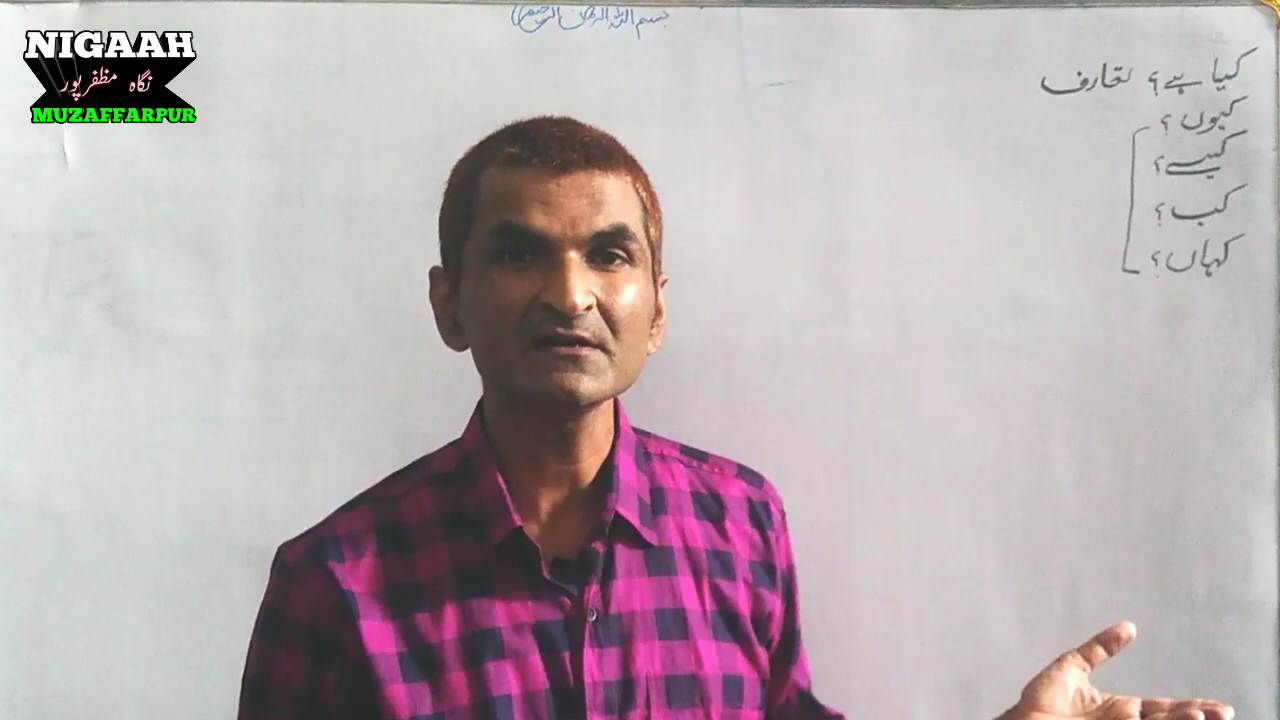 بسم اللہ الرحمن الرحیم
NIGAAH
نگاہ مظفرپور
MUZAFFARPUR
کیا ہے؟ تعارف
کیوں؟
کیسے؟
کب؟
کہاں؟